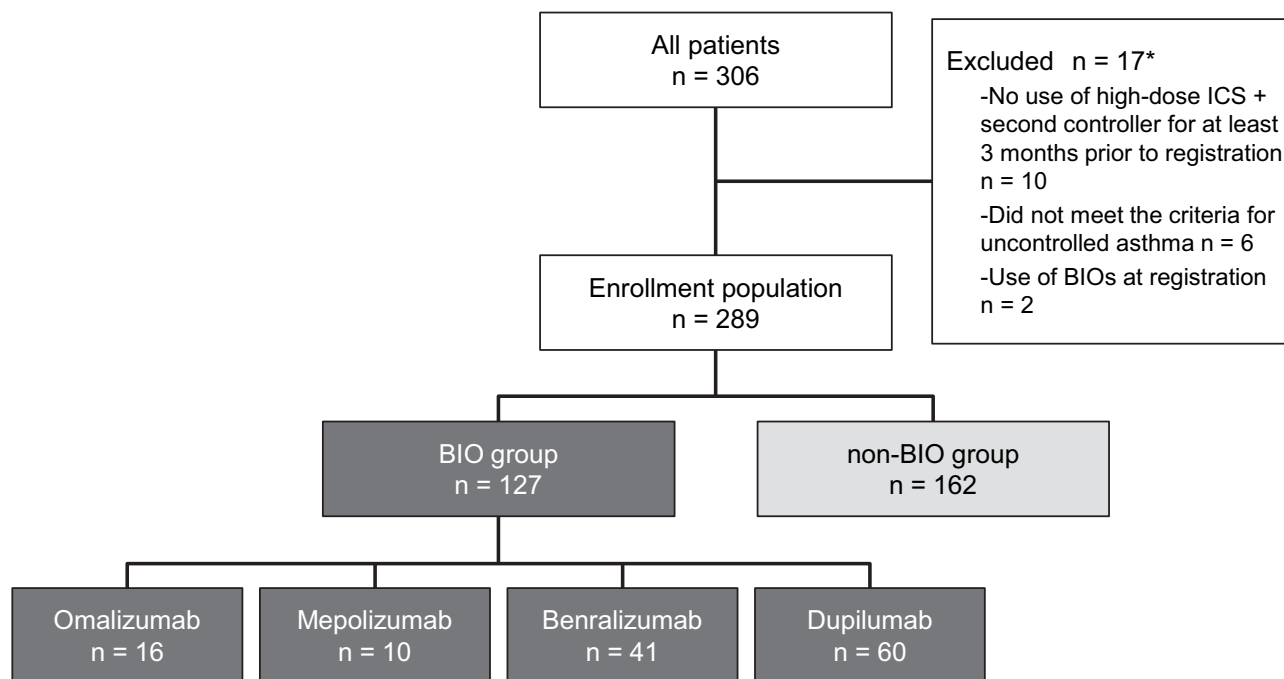 All patients
n = 306
Excluded n = 17*
-No use of high-dose ICS +
second controller for at least
3 months prior to registration
n = 10
-Did not meet the criteria for
uncontrolled asthma n = 6
-Use of BIOs at registration
n = 2
Enrollment population
n = 289
BIO group
n = 127
non-BIO group
n = 162
Omalizumab
n = 16
Mepolizumab
n = 10
Benralizumab
n = 41
Dupilumab
n = 60